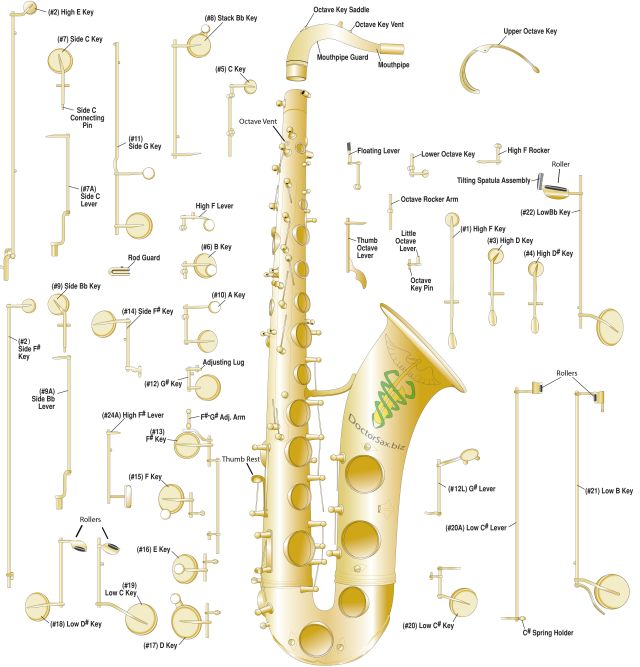 (#2) High E Key
(#7) Side C Key
(#8) Stack Bb Key
(#5) C Key
Octave Key Saddle
Octave Key Vent
Mouthpipe Guard
Mouthpipe
Upper Octave Key
Side C
Connecting
Pin
(#11)
Side G Key
Octave Vent
Floating Lever
Lower Octave Key
High F Rocker
Roller
Tilting Spatula Assembly
(#7A)
Side C
Lever
High F Lever
Octave Rocker Arm
(#22) LowBb Key
(#1) High F Key
(#3) High D Key
(#4) High D# Key
Thumb
Octave
Lever
Little
Octave
Lever
Octave
Key Pin
(#6) B Key
Rod Guard
(#9) Side Bb Key
(#10) A Key
(#14) Side F# Key
(#2)
Side F#
Key
Adjusting Lug
(#12) G# Key
(#9A)
Side Bb
Lever
Rollers
(#24A) High F# Lever
F#-G# Adj. Arm
(#13)
F# Key
DoctorSax.biz
Thumb Rest
(#15) F Key
(#12L) G# Lever
(#21) Low B Key
(#20A) Low C# Lever
Rollers
(#16) E Key
(#19)
Low C Key
(#18) Low D# Key
(#17) D Key
(#20) Low C# Key
C# Spring Holder